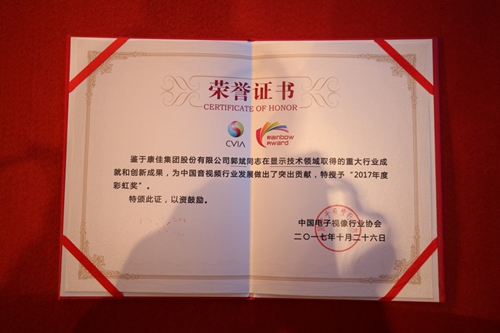 荣誉证书
CERTIFICATE OF HONOR
CVIA
Rainbow
Award
鉴于康佳集团股份有限公司郭斌同志在显示技术领域取得的重大行业成
就和创新成果，为中国音视频行业发展做出了突出贡献，特授予“2017年度
彩虹奖”。
特颁此证，以资鼓励。
中国电子视像行业协会
二〇一七年十月二十六日